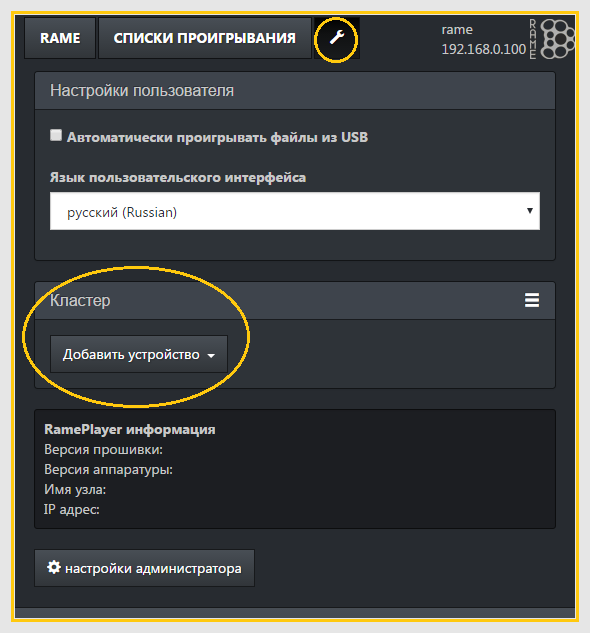 RAME
СПИСКИ ПРОИГРЫВАНИЯ
rame
192.168.0.100
RAME
Настройки пользователя
Автоматически проигрывать файлы из USB
Язык пользовательского интерфейса
русский (Russian)
Кластер
Добавить устройство
RamePlayer информация
Версия прошивки:
Версия аппаратуры:
Имя узла:
IP адрес:
настройки администратора